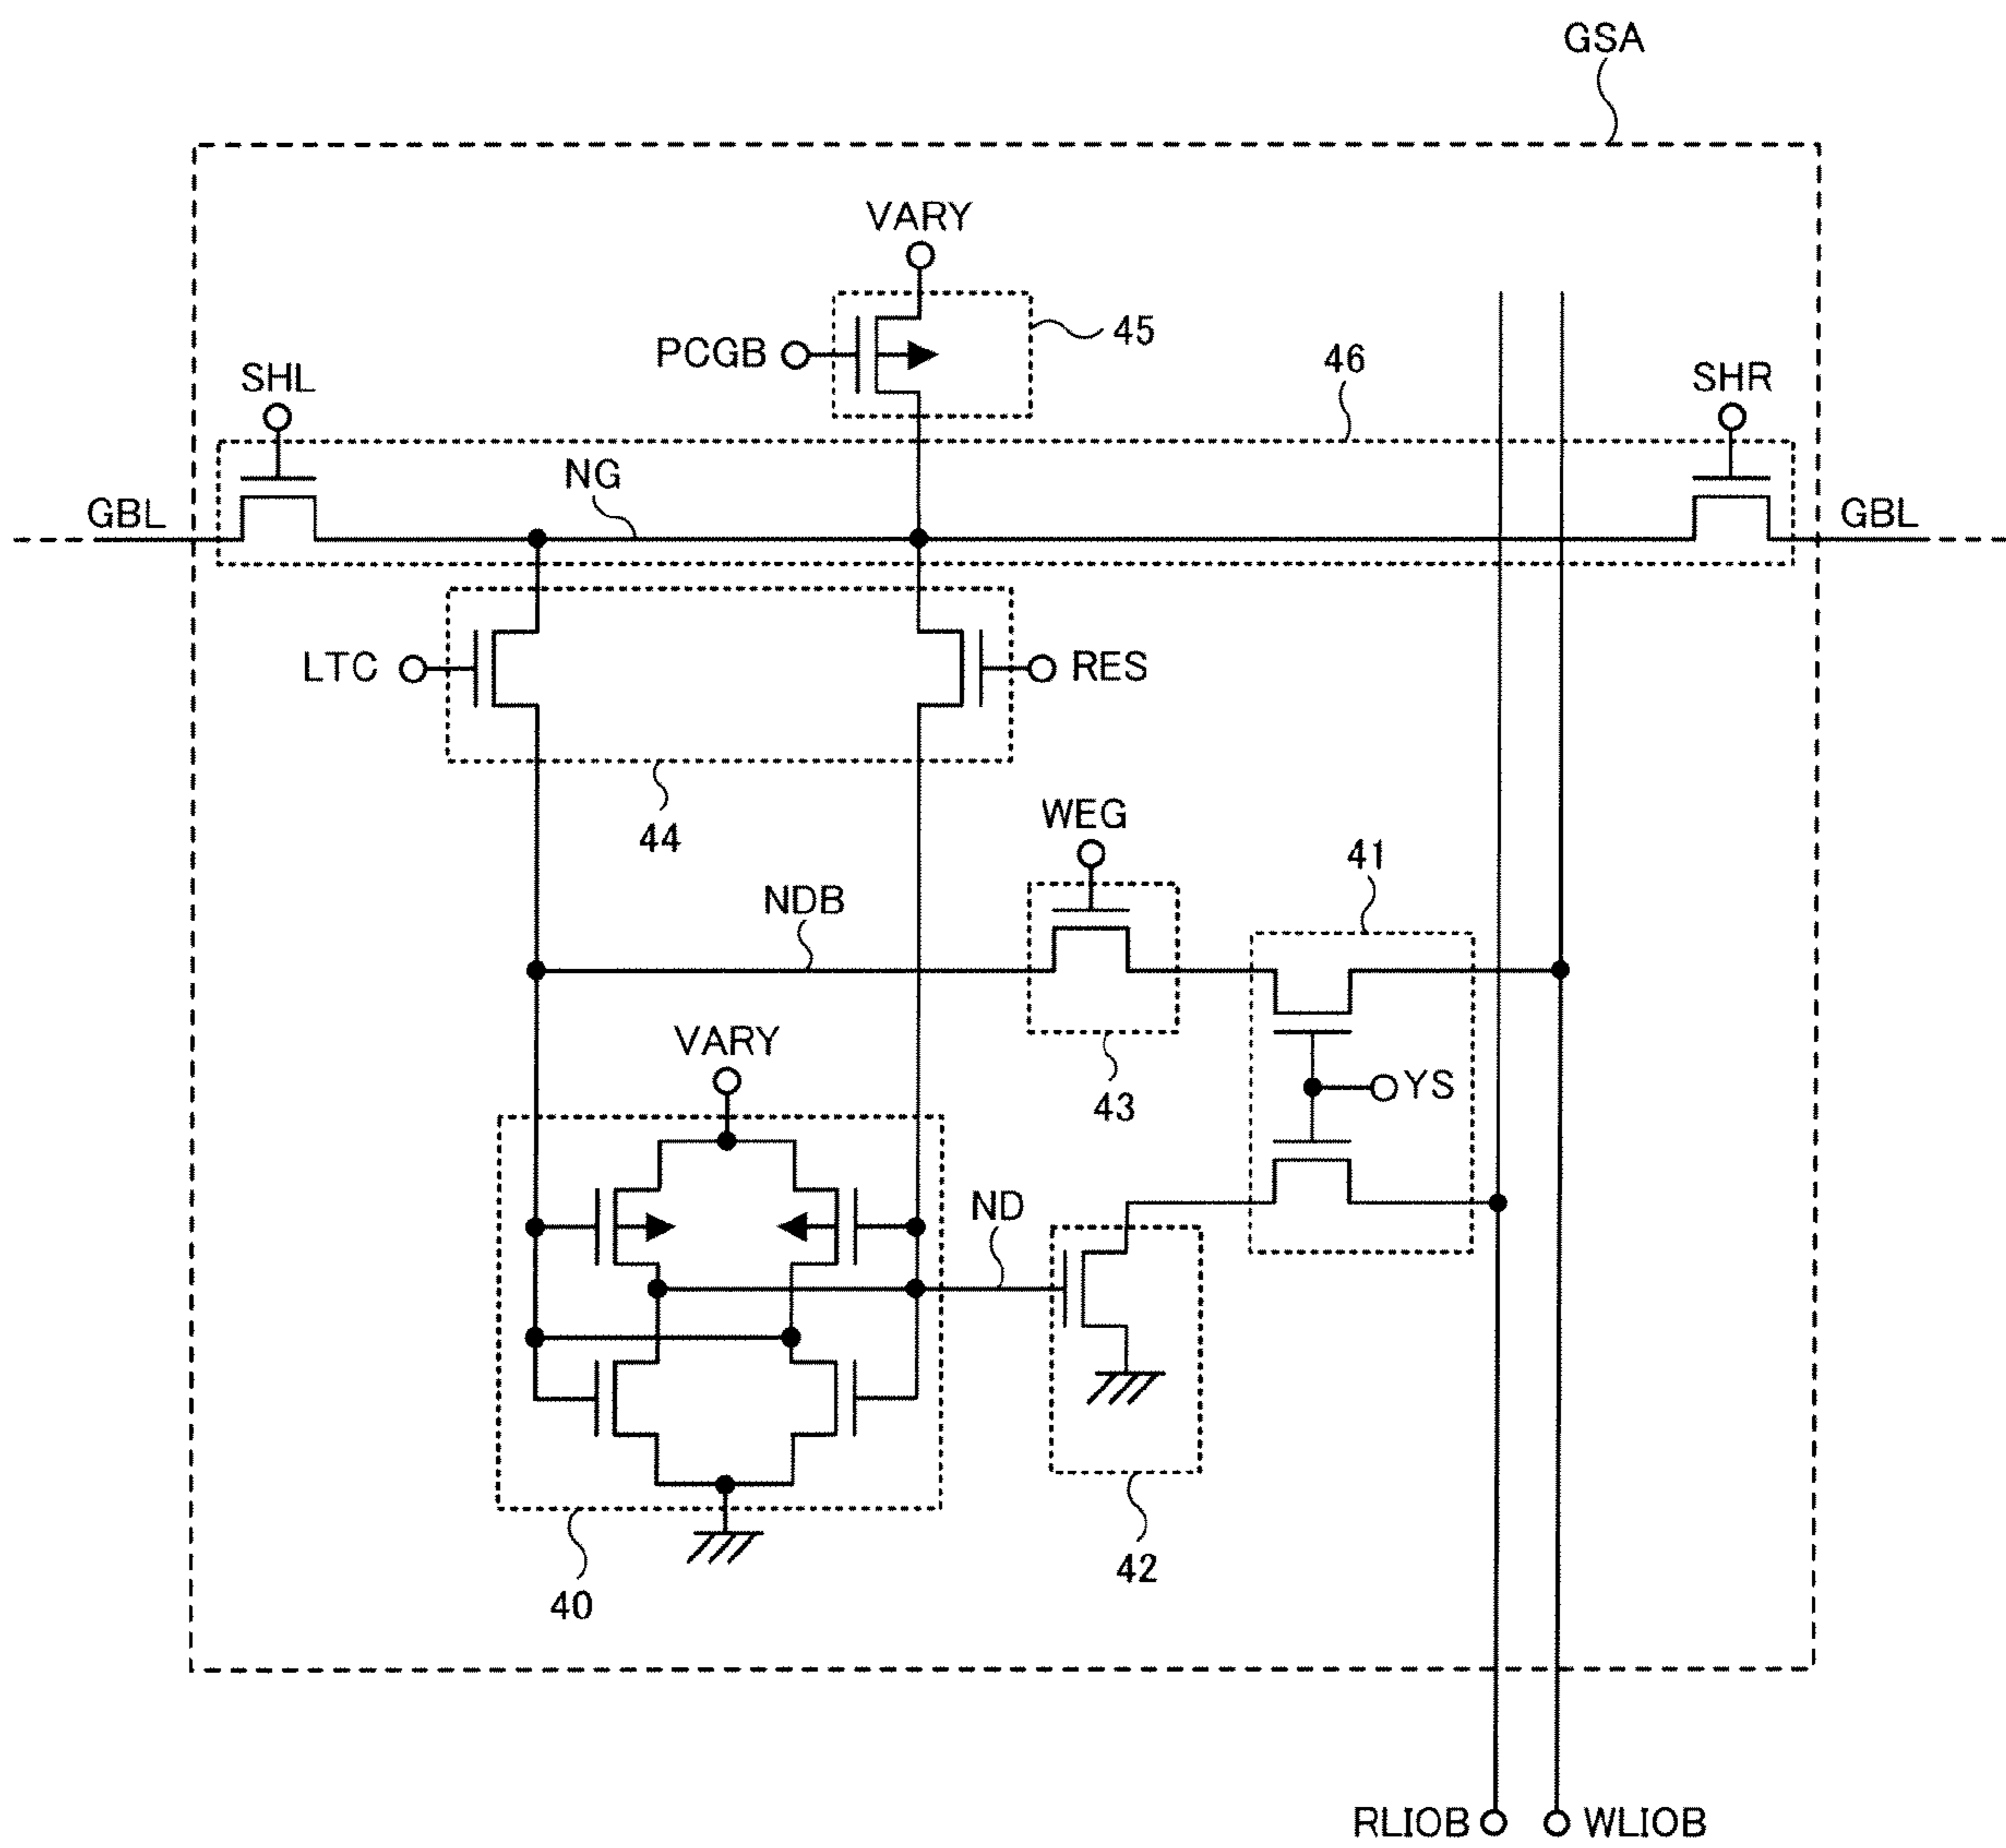 GSA
VARY
45
PCGB
46
SHL
SHR
NG
GBL
GBL
LTC
RES
44
WEG
41
NDB
VARY
YS
43
ND
42
40
RLIOB
WLIOB